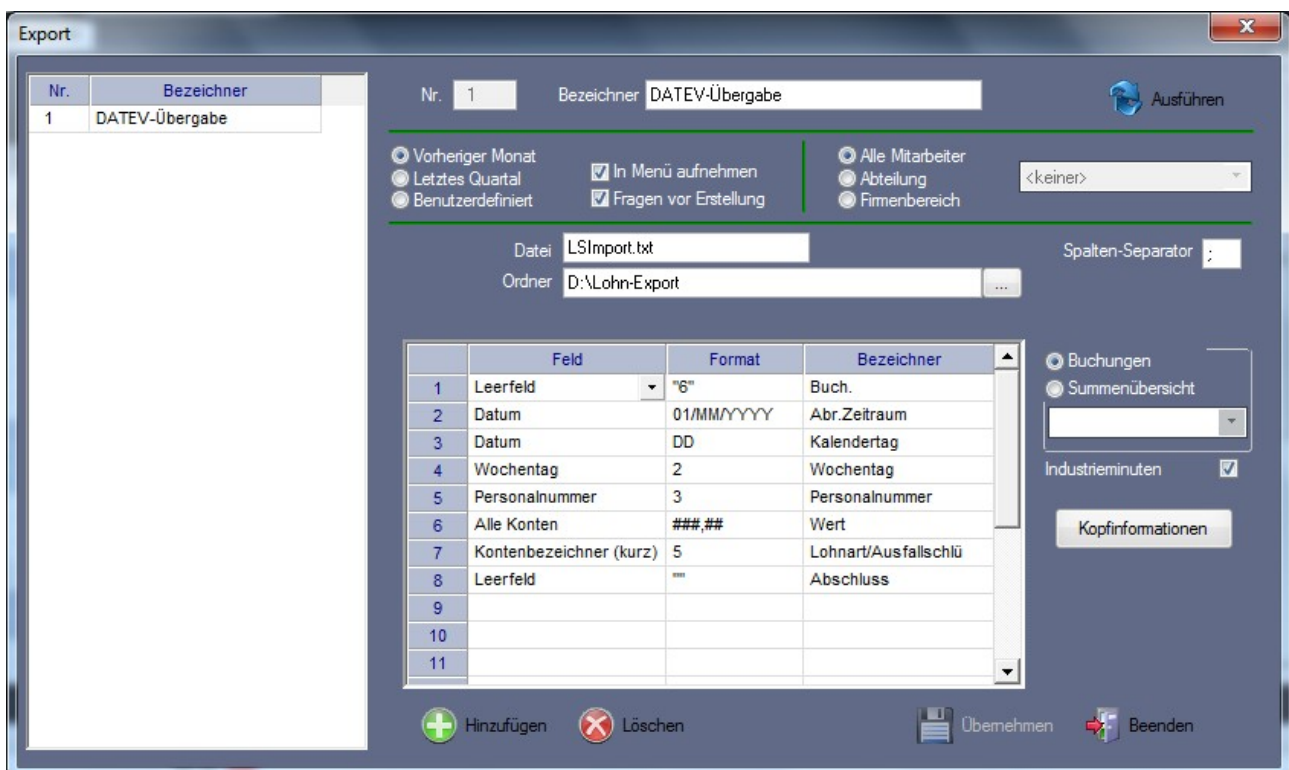 Export
Nr. Bezeichner
1 DATEV-Übergabe
Nr. 1 Bezeichner DATEV-Übergabe Ausführen
Vorheriger Monat
Letztes Quartal
Benutzerdefiniert
In Menü aufnehmen
Fragen vor Erstellung
Alle Mitarbeiter
Abteilung
Firmenbereich
<keiner>
Datei LSImport.txt
Spalten-Separator ;
Ordner D:\Lohn-Export ...
Feld Format Bezeichner
1 Leerfeld "6" Buch.
2 Datum 01/MM/YYYY Abr.Zeitraum
3 Datum DD Kalendertag
4 Wochentag 2 Wochentag
5 Personalnummer 3 Personalnummer
6 Alle Konten ###,## Wert
7 Kontenbezeichner (kurz) 5 Lohnart/Ausfallschlü
8 Leerfeld "" Abschluss
9
10
11
Buchungen
Summenübersicht
Industrieminuten
Kopfinformationen
Hinzufügen Löschen Übernehmen Beenden